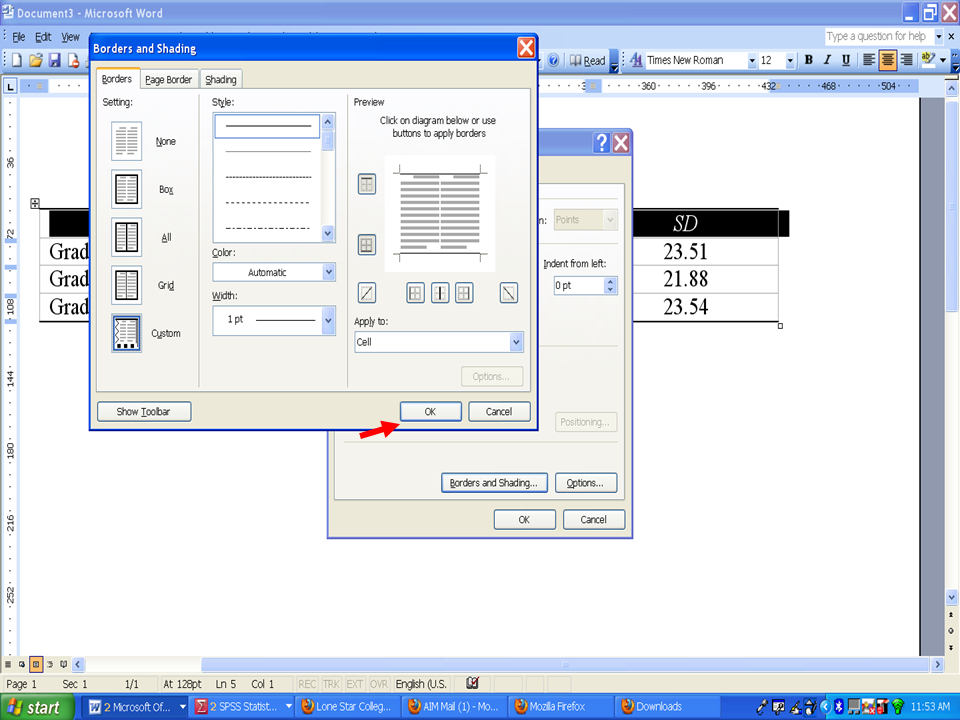 Document3 - Microsoft Word
File Edit View
Type a question for help
Read Times New Roman 12 B I U
360 396 432 468 504
Borders and Shading
Borders Page Border Shading
Setting:
None
Box
All
Grid
Custom
Style:
Color:
Automatic
Width:
1 pt
Preview
Click on diagram below or use
buttons to apply borders
Apply to:
Cell
Options...
Show Toolbar OK Cancel
Points
Indent from left:
0 pt
Positioning...
Borders and Shading... Options...
OK Cancel
SD
Grad 23.51
Grad 21.88
Grad 23.54
36
72
108
144
180
216
252
Page 1 Sec 1 1/1 At 128pt Ln 5 Col 1 REC TRK EXT OVR English (U.S.
start 2 Microsoft Of... 2 SPSS Statist... Lone Star Colleg... AIM Mail (1) - Mo... Mozilla Firefox Downloads 11:53 AM